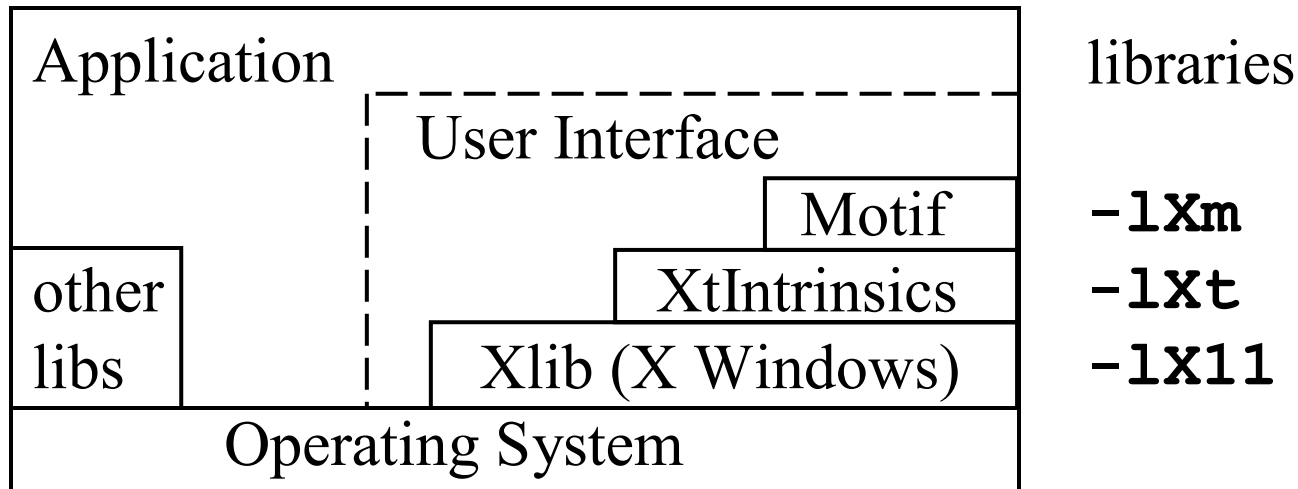 Application
libraries
User Interface
Motif
-lXm
other
XtIntrinsics
-lXt
libs
Xlib (X Windows)
-lX11
Operating System